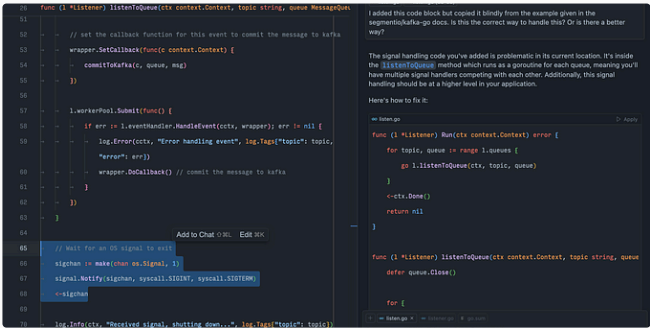 26 func (l *Listener) listenToQueue(ctx context.Context, topic string, queue MessageQueue
51
52 // set the callback function for this event to commit the message to kafka
53 wrapper.SetCallback(func(c context.Context) {
54 commitToKafka(c, queue, msg)
55 })
56
57 l.workerPool.Submit(func() {
58 if err := l.eventHandler.HandleEvent(cctx, wrapper); err != nil {
59 log.Error(cctx, "Error handling event", log.Tags{"topic": topic,
"error": err})
60 wrapper.DoCallback() // commit the message to kafka
61 }
62 })
63 }
64
Add to Chat ⇧⌘L Edit ⌘K
65 // Wait for an OS signal to exit
66 sigchan := make(chan os.Signal, 1)
67 signal.Notify(sigchan, syscall.SIGINT, syscall.SIGTERM)
68 <-sigchan
69
log.Info(ctx, "Received signal, shutting down...", log.Tags{"topic": topic})
I added this code block but copied it blindly from the example given in the
segmentio/kafka-go docs. Is this the correct way to handle this? Or is there a better
way?
The signal handling code you've added is problematic in its current location. It's inside
the listenToQueue method which runs as a goroutine for each queue, meaning you'll
have multiple signal handlers competing with each other. Additionally, this signal
handling should be at a higher level in your application.
Here's how to fix it:
listen.go Apply
func (l *Listener) Run(ctx context.Context) error {
for topic, queue := range l.queues {
go l.listenToQueue(ctx, topic, queue)
}
<-ctx.Done()
return nil
}
func (l *Listener) listenToQueue(ctx context.Context, topic string, queue
defer queue.Close()
for {
+ listen.go × listener.go go.sum